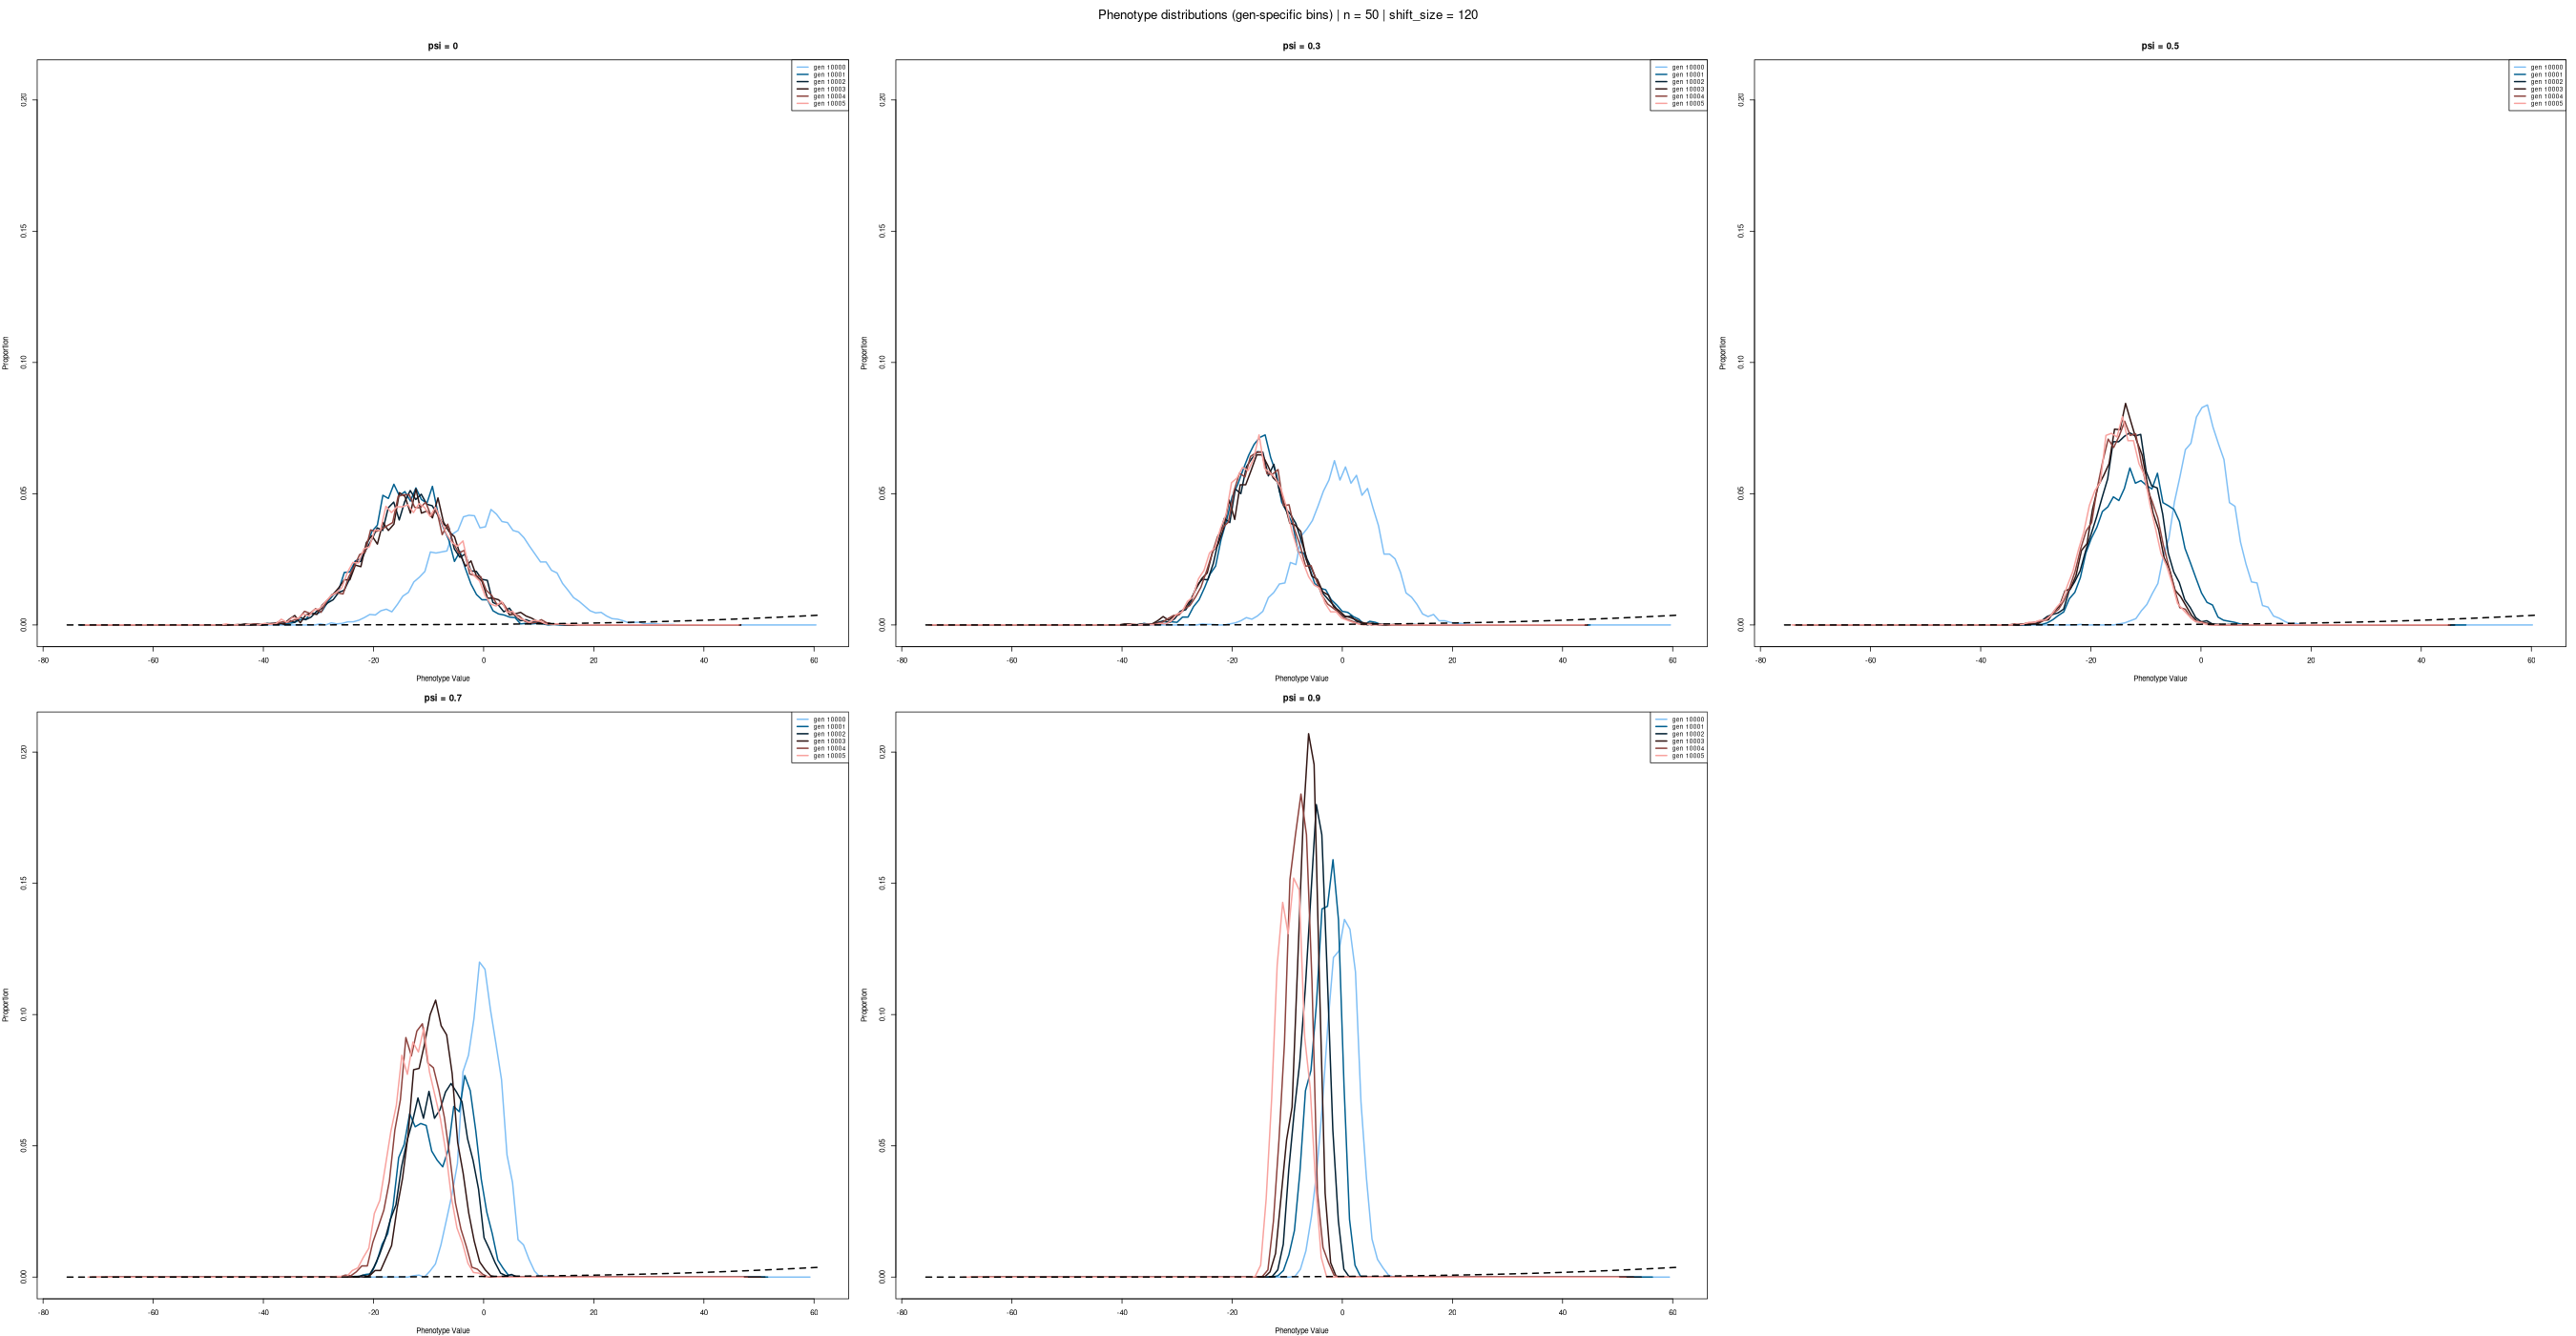 Phenotype distributions (gen-specific bins) | n = 50 | shift_size = 120
psi = 0
gen 10000
gen 10001
gen 10002
gen 10003
gen 10004
gen 10005
0.20
0.15
0.10
0.05
0.00
Proportion
-80 -60 -40 -20 0 20 40 60
Phenotype Value
psi = 0.3
gen 10000
gen 10001
gen 10002
gen 10003
gen 10004
gen 10005
0.20
0.15
0.10
0.05
0.00
Proportion
-80 -60 -40 -20 0 20 40 60
Phenotype Value
psi = 0.5
gen 10000
gen 10001
gen 10002
gen 10003
gen 10004
gen 10005
0.20
0.15
0.10
0.05
0.00
Proportion
-80 -60 -40 -20 0 20 40 60
Phenotype Value
psi = 0.7
gen 10000
gen 10001
gen 10002
gen 10003
gen 10004
gen 10005
0.20
0.15
0.10
0.05
0.00
Proportion
-80 -60 -40 -20 0 20 40 60
Phenotype Value
psi = 0.9
gen 10000
gen 10001
gen 10002
gen 10003
gen 10004
gen 10005
0.20
0.15
0.10
0.05
0.00
Proportion
-80 -60 -40 -20 0 20 40 60
Phenotype Value